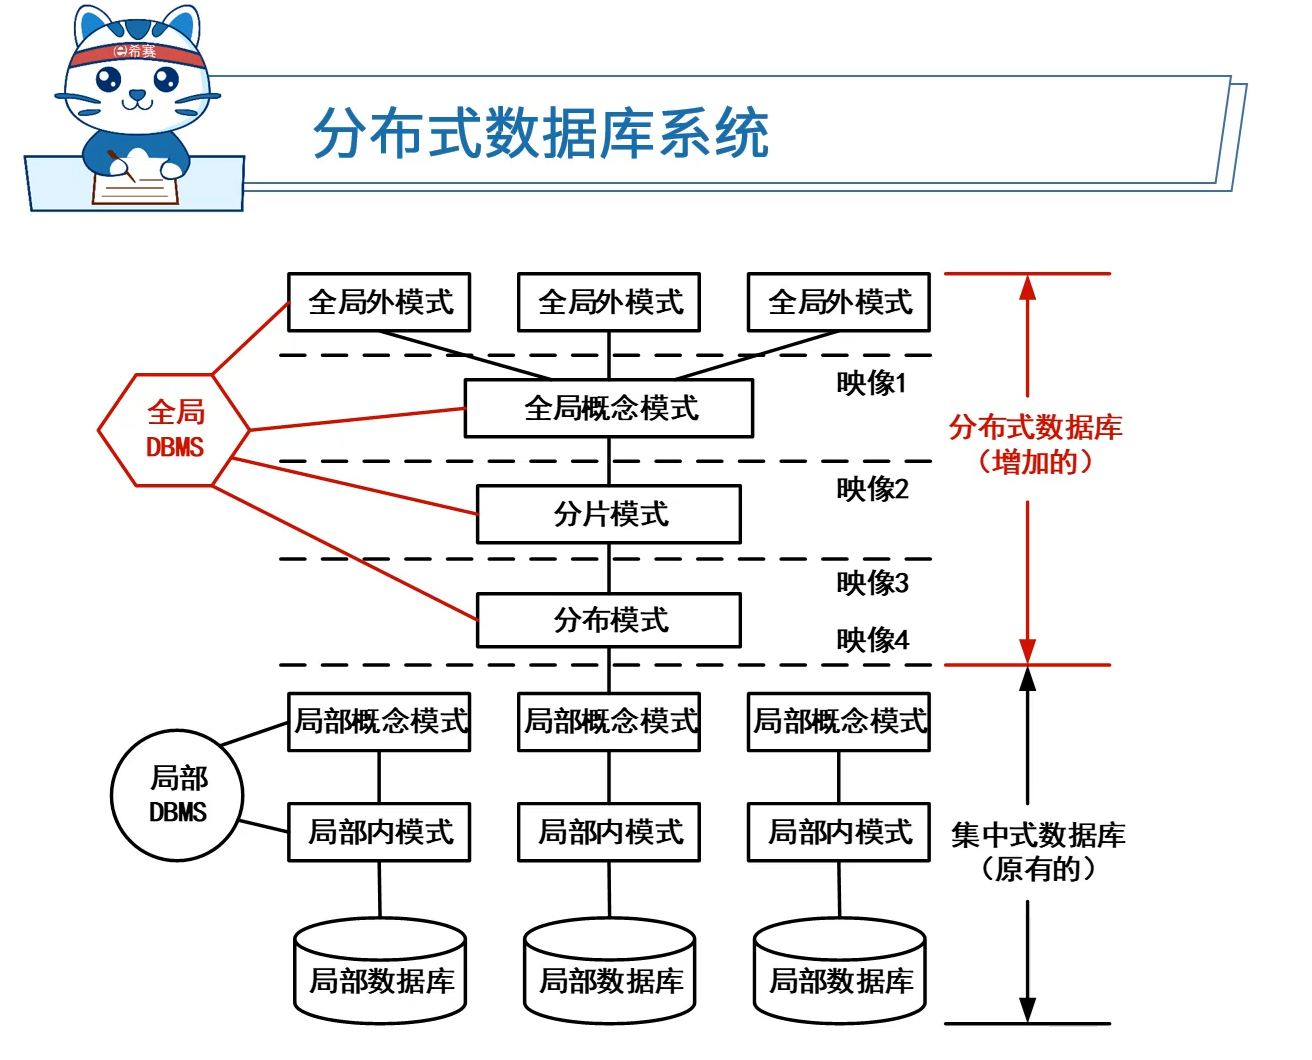 希赛
分布式数据库系统
全局外模式 全局外模式 全局外模式
映像1
全局
DBMS
全局概念模式
分布式数据库
（增加的）
映像2
分片模式
映像3
分布模式
映像4
局部概念模式 局部概念模式 局部概念模式
局部
DBMS
局部内模式 局部内模式 局部内模式
集中式数据库
（原有的）
局部数据库 局部数据库 局部数据库